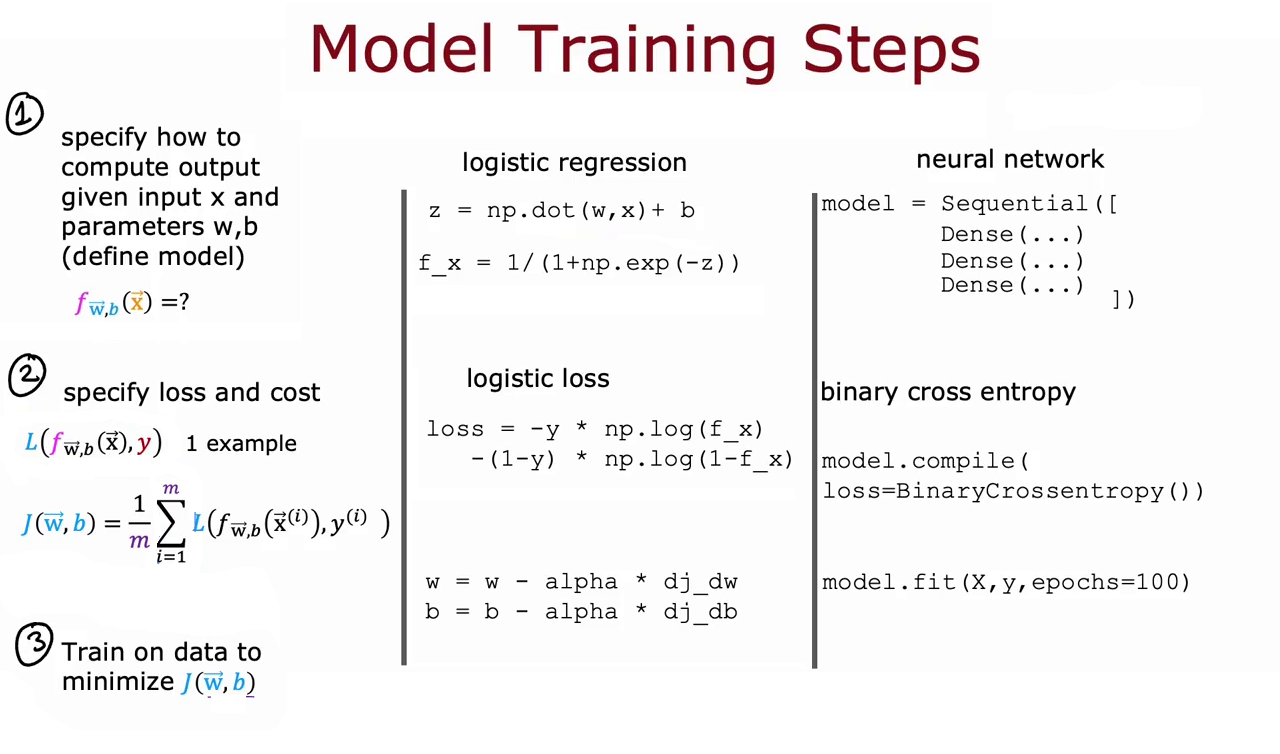 Model Training Steps
1
specify how to
compute output
given input x and
parameters w,b
(define model)
f w⃗,b (x⃗) =?
logistic regression
z = np.dot(w,x)+ b
f_x = 1/(1+np.exp(-z))
neural network
model = Sequential([
Dense(...)
Dense(...)
Dense(...)
])
2
specify loss and cost
L(f w⃗,b (x⃗), y) 1 example
J(w⃗, b) = 1/m ∑ i=1 m L(f w⃗,b (x⃗^(i)), y^(i) )
logistic loss
loss = -y * np.log(f_x)
-(1-y) * np.log(1-f_x)
binary cross entropy
model.compile(
loss=BinaryCrossentropy())
3
Train on data to
minimize J(w⃗, b)
w = w - alpha * dj_dw
b = b - alpha * dj_db
model.fit(X,y,epochs=100)